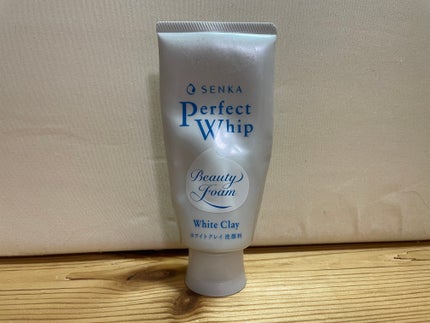 SENKA
Perfect
Whip
Beauty
Foam
White Clay
ホワイトクレイ 洗顔料